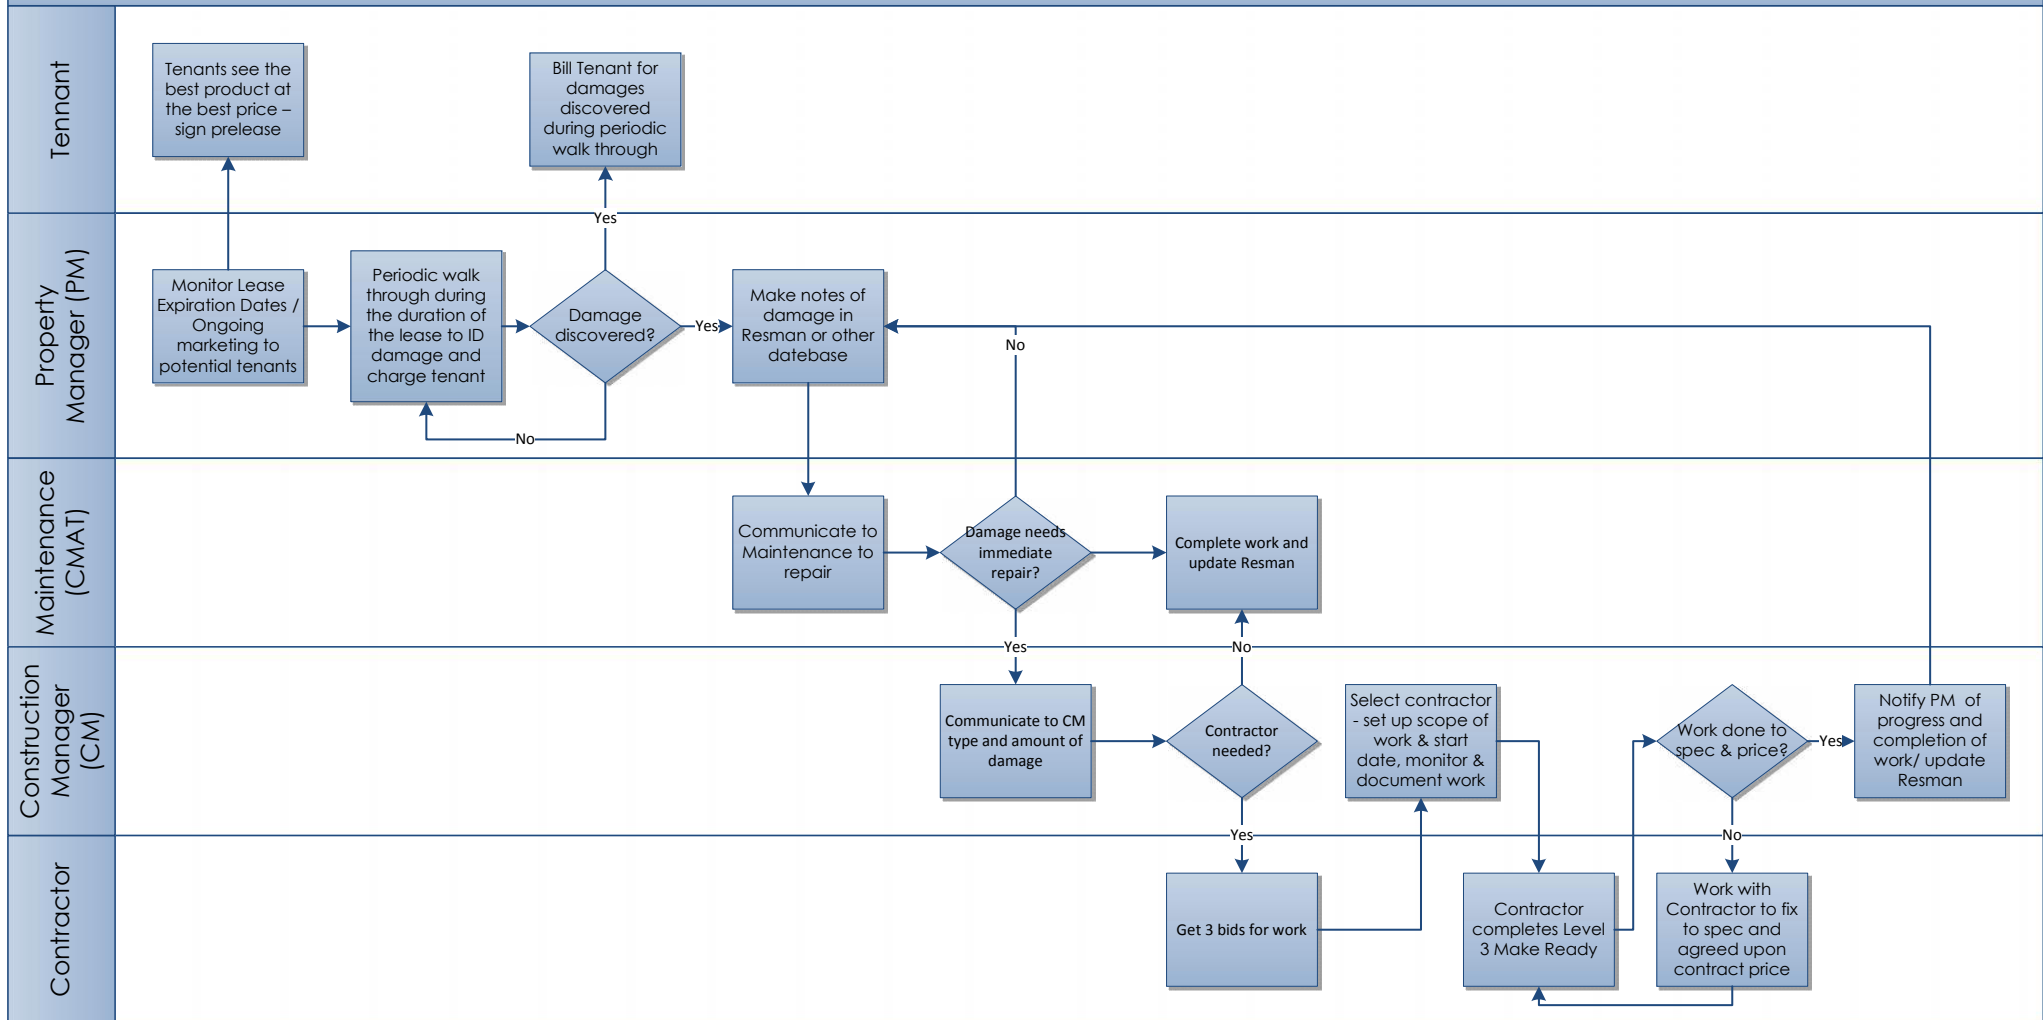 Tennant
Tenants see the
best product at
the best price –
sign prelease
Bill Tenant for
damages
discovered
during periodic
walk through
Yes
Property
Manager (PM)
Monitor Lease
Expiration Dates /
Ongoing
marketing to
potential tenants
Periodic walk
through during
the duration of
the lease to ID
damage and
charge tenant
Damage
discovered?
Yes
No
Make notes of
damage in
Resman or other
datebase
No
Maintenance
(CMAT)
Communicate to
Maintenance to
repair
Damage needs
immediate
repair?
Complete work and
update Resman
Yes
No
Construction
Manager
(CM)
Communicate to CM
type and amount of
damage
Contractor
needed?
Select contractor
- set up scope of
work & start
date, monitor &
document work
Work done to
spec & price?
Yes
Notify PM  of
progress and
completion of
work/ update
Resman
Yes
No
Contractor
Get 3 bids for work
Contractor
completes Level
3 Make Ready
Work with
Contractor to fix
to spec and
agreed upon
contract price